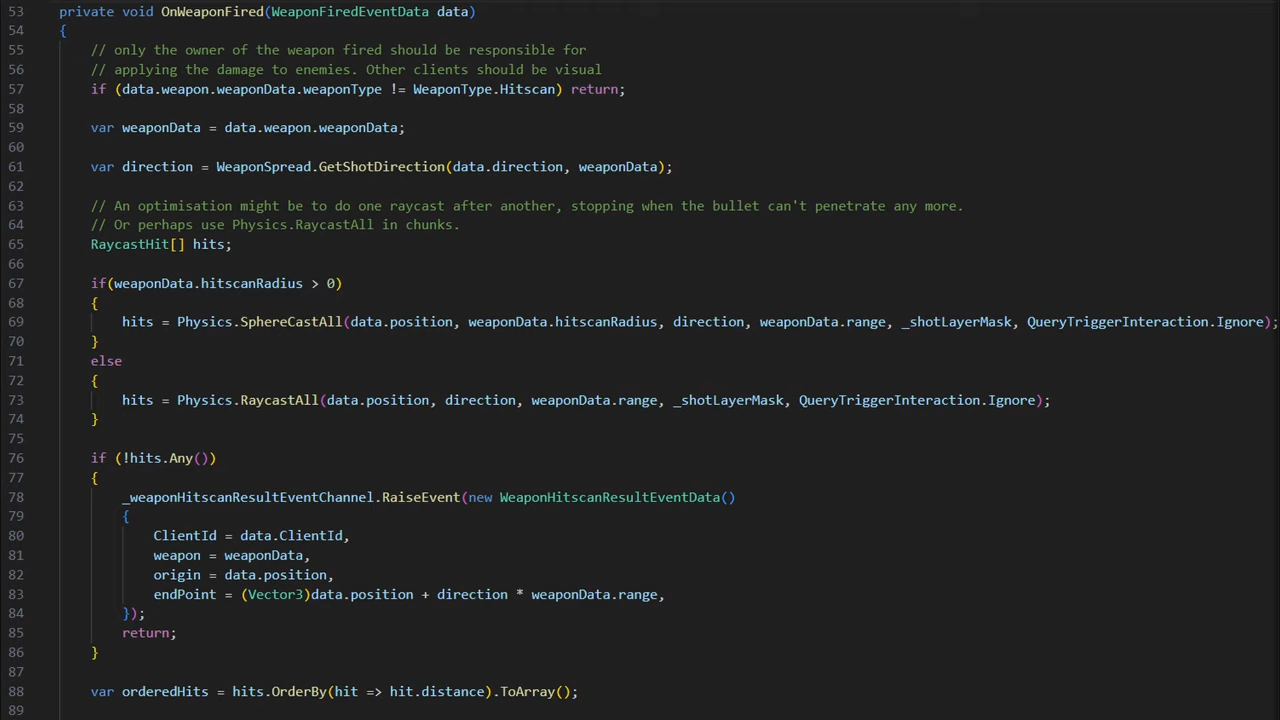 53 private void OnWeaponFired(WeaponFiredEventData data)
54 {
55 // only the owner of the weapon fired should be responsible for
56 // applying the damage to enemies. Other clients should be visual
57 if (data.weapon.weaponData.weaponType != WeaponType.Hitscan) return;
58
59 var weaponData = data.weapon.weaponData;
60
61 var direction = WeaponSpread.GetShotDirection(data.direction, weaponData);
62
63 // An optimisation might be to do one raycast after another, stopping when the bullet can't penetrate any more.
64 // Or perhaps use Physics.RaycastAll in chunks.
65 RaycastHit[] hits;
66
67 if(weaponData.hitscanRadius > 0)
68 {
69 hits = Physics.SphereCastAll(data.position, weaponData.hitscanRadius, direction, weaponData.range, _shotLayerMask, QueryTriggerInteraction.Ignore);
70 }
71 else
72 {
73 hits = Physics.RaycastAll(data.position, direction, weaponData.range, _shotLayerMask, QueryTriggerInteraction.Ignore);
74 }
75
76 if (!hits.Any())
77 {
78 _weaponHitscanResultEventChannel.RaiseEvent(new WeaponHitscanResultEventData()
79 {
80 ClientId = data.ClientId,
81 weapon = weaponData,
82 origin = data.position,
83 endPoint = (Vector3)data.position + direction * weaponData.range,
84 });
85 return;
86 }
87
88 var orderedHits = hits.OrderBy(hit => hit.distance).ToArray();
89